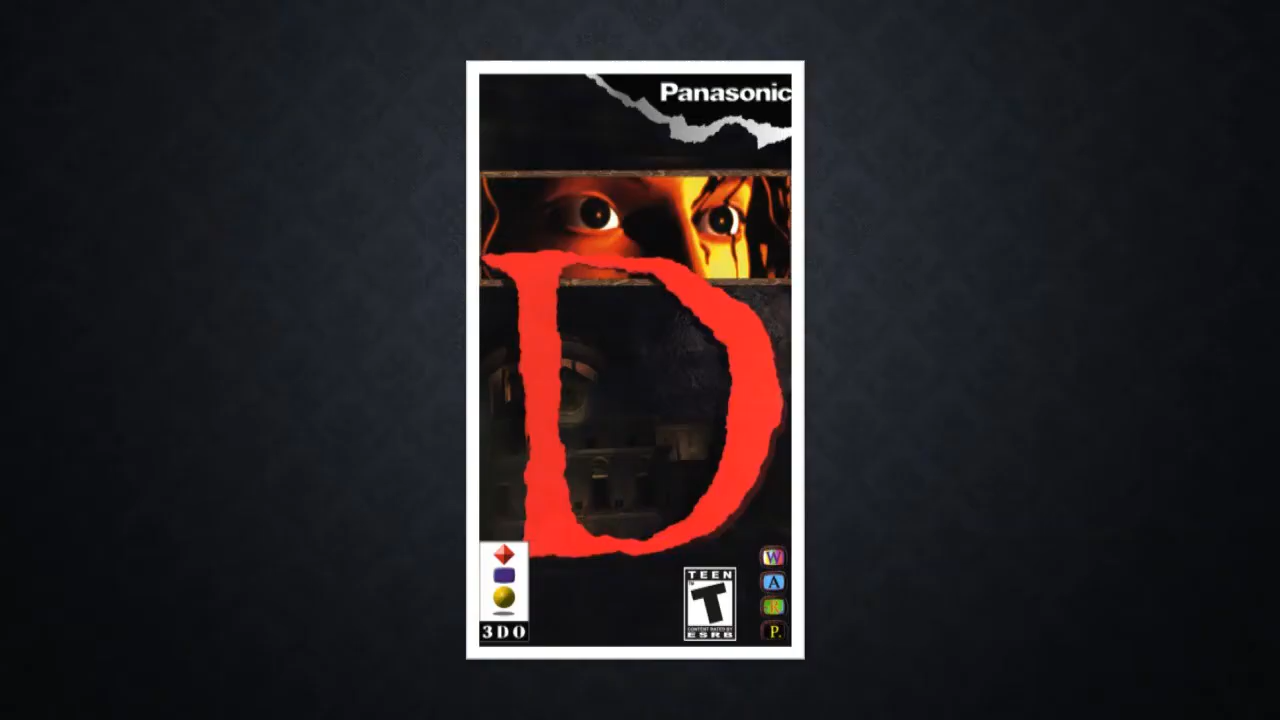 Panasonic
D
3DO
TEEN
T
CONTENT RATED BY
ESRB
W
A
R
P.